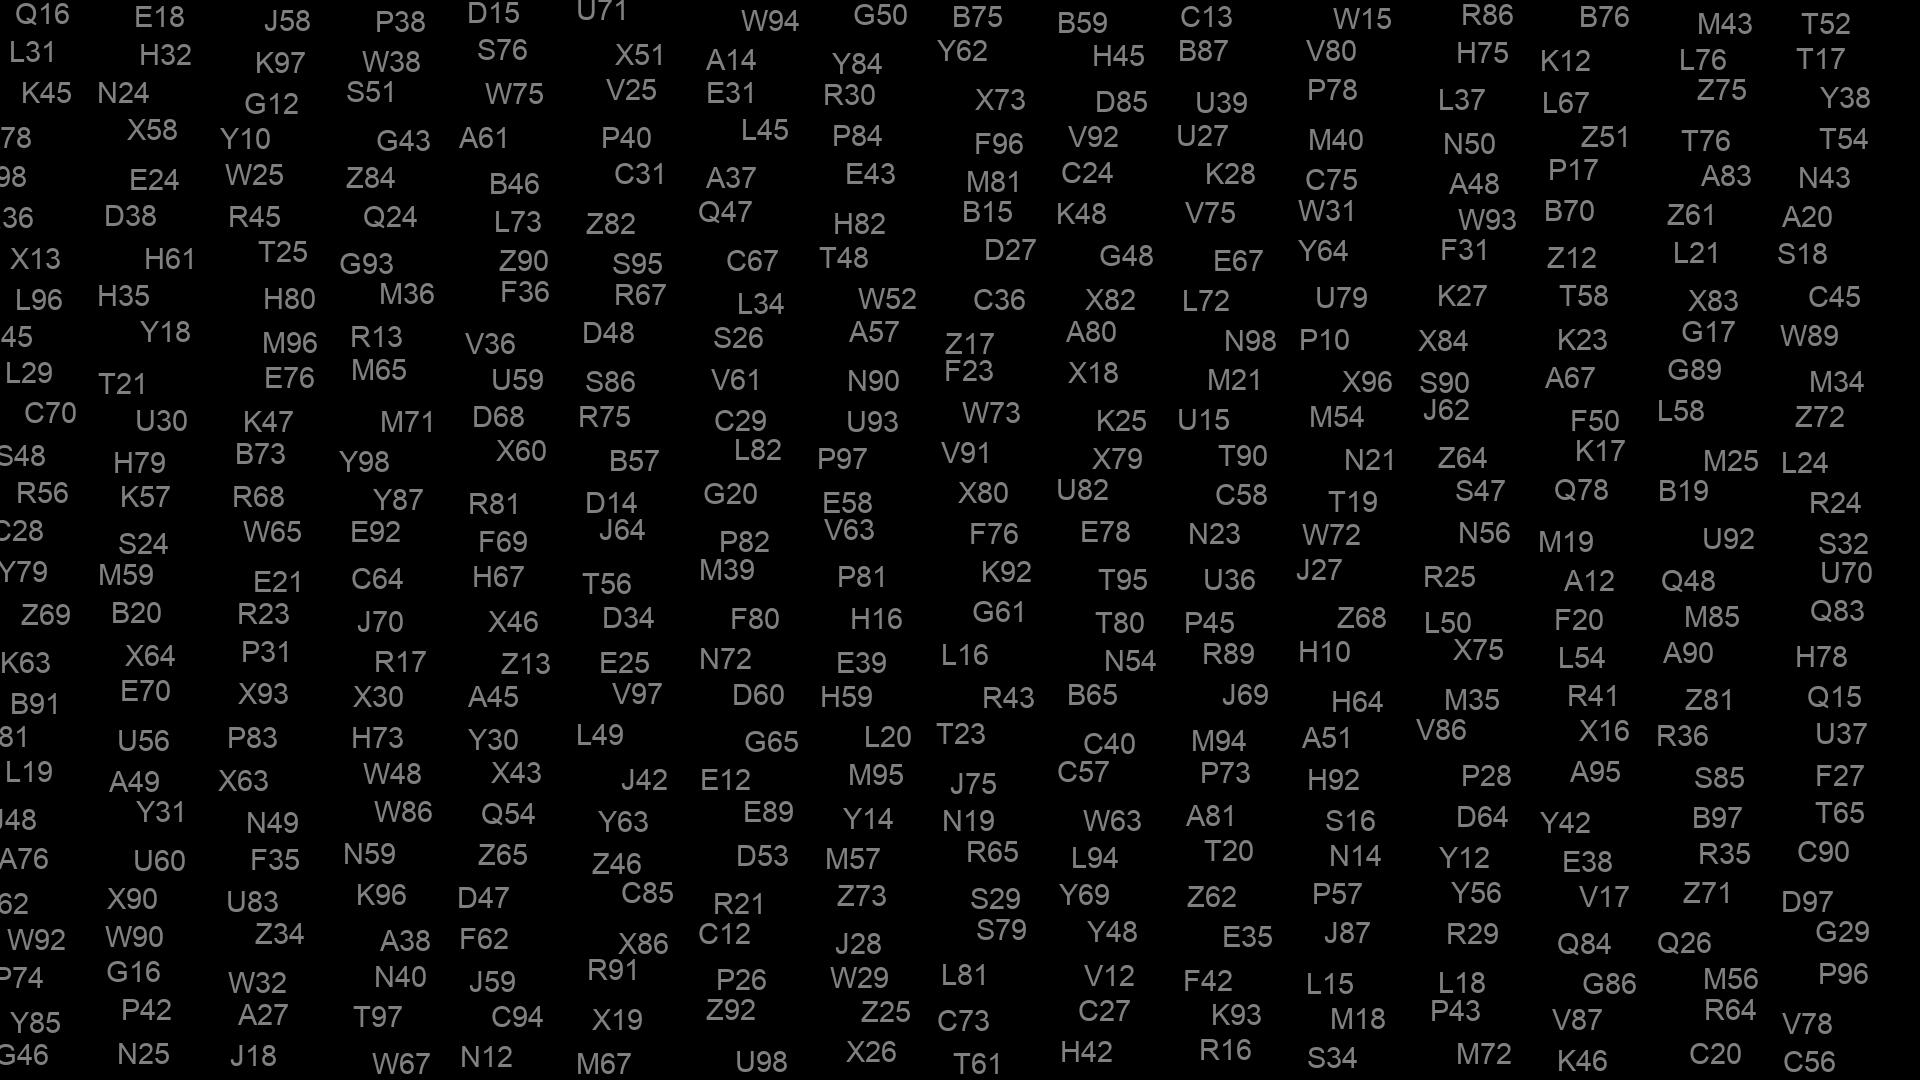 Q16 E18 J58 P38 D15 U71 W94 G50 B75 B59 C13 W15 R86 B76 M43 T52
L31 H32 K97 W38 S76 X51 A14 Y84 Y62 H45 B87 V80 H75 K12 L76 T17
K45 N24 G12 S51 W75 V25 E31 R30 X73 D85 U39 P78 L37 L67 Z75 Y38
78 X58 Y10 G43 A61 P40 L45 P84 F96 V92 U27 M40 N50 Z51 T76 T54
98 E24 W25 Z84 B46 C31 A37 E43 M81 C24 K28 C75 A48 P17 A83 N43
36 D38 R45 Q24 L73 Z82 Q47 H82 B15 K48 V75 W31 W93 B70 Z61 A20
X13 H61 T25 G93 Z90 S95 C67 T48 D27 G48 E67 Y64 F31 Z12 L21 S18
L96 H35 H80 M36 F36 R67 L34 W52 C36 X82 L72 U79 K27 T58 X83 C45
45 Y18 M96 R13 V36 D48 S26 A57 Z17 A80 N98 P10 X84 K23 G17 W89
L29 T21 E76 M65 U59 S86 V61 N90 F23 X18 M21 X96 S90 A67 G89 M34
C70 U30 K47 M71 D68 R75 C29 U93 W73 K25 U15 M54 J62 F50 L58 Z72
S48 H79 B73 Y98 X60 B57 L82 P97 V91 X79 T90 N21 Z64 K17 M25 L24
R56 K57 R68 Y87 R81 D14 G20 E58 X80 U82 C58 T19 S47 Q78 B19 R24
C28 S24 W65 E92 F69 J64 P82 V63 F76 E78 N23 W72 N56 M19 U92 S32
Y79 M59 E21 C64 H67 T56 M39 P81 K92 T95 U36 J27 R25 A12 Q48 U70
Z69 B20 R23 J70 X46 D34 F80 H16 G61 T80 P45 Z68 L50 F20 M85 Q83
K63 X64 P31 R17 Z13 E25 N72 E39 L16 N54 R89 H10 X75 L54 A90 H78
B91 E70 X93 X30 A45 V97 D60 H59 R43 B65 J69 H64 M35 R41 Z81 Q15
81 U56 P83 H73 Y30 L49 G65 L20 T23 C40 M94 A51 V86 X16 R36 U37
L19 A49 X63 W48 X43 J42 E12 M95 J75 C57 P73 H92 P28 A95 S85 F27
48 Y31 N49 W86 Q54 Y63 E89 Y14 N19 W63 A81 S16 D64 Y42 B97 T65
A76 U60 F35 N59 Z65 Z46 D53 M57 R65 L94 T20 N14 Y12 E38 R35 C90
62 X90 U83 K96 D47 C85 R21 Z73 S29 Y69 Z62 P57 Y56 V17 Z71 D97
W92 W90 Z34 A38 F62 X86 C12 J28 S79 Y48 E35 J87 R29 Q84 Q26 G29
P74 G16 W32 N40 J59 R91 P26 W29 L81 V12 F42 L15 L18 G86 M56 P96
Y85 P42 A27 T97 C94 X19 Z92 Z25 C73 C27 K93 M18 P43 V87 R64 V78
G46 N25 J18 W67 N12 M67 U98 X26 T61 H42 R16 S34 M72 K46 C20 C56